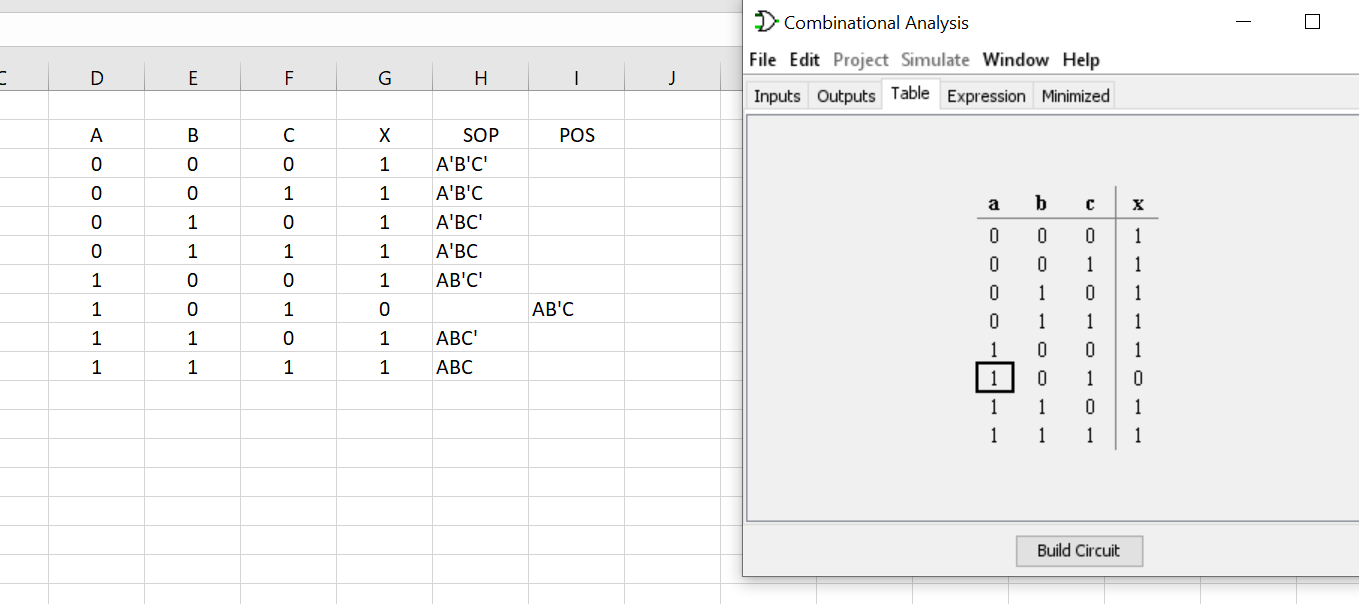 C D E F G H I J
A B C X SOP POS
0 0 0 1 A'B'C'
0 0 1 1 A'B'C
0 1 0 1 A'BC'
0 1 1 1 A'BC
1 0 0 1 AB'C'
1 0 1 0 AB'C
1 1 0 1 ABC'
1 1 1 1 ABC
Combinational Analysis
File Edit Project Simulate Window Help
Inputs Outputs Table Expression Minimized
a b c x
0 0 0 1
0 0 1 1
0 1 0 1
0 1 1 1
1 0 0 1
1 0 1 0
1 1 0 1
1 1 1 1
Build Circuit